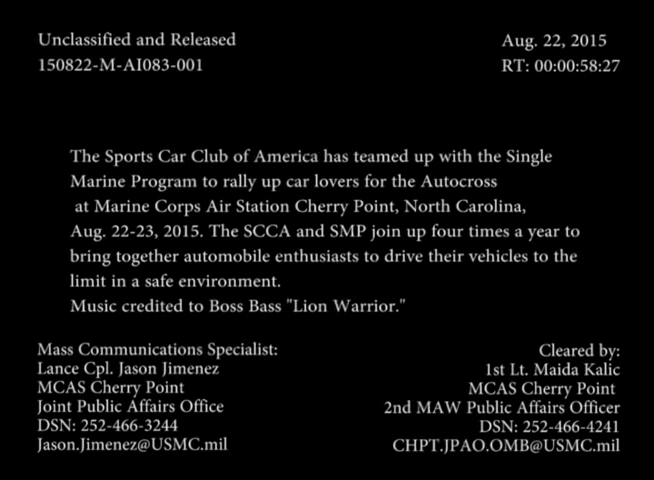 Unclassified and Released
150822-M-AI083-001
Aug. 22, 2015
RT: 00:00:58:27
The Sports Car Club of America has teamed up with the Single
Marine Program to rally up car lovers for the Autocross
at Marine Corps Air Station Cherry Point, North Carolina,
Aug. 22-23, 2015. The SCCA and SMP join up four times a year to
bring together automobile enthusiasts to drive their vehicles to the
limit in a safe environment.
Music credited to Boss Bass "Lion Warrior."
Mass Communications Specialist:
Lance Cpl. Jason Jimenez
MCAS Cherry Point
Joint Public Affairs Office
DSN: 252-466-3244
Jason.Jimenez@USMC.mil
Cleared by:
1st Lt. Maida Kalic
MCAS Cherry Point
2nd MAW Public Affairs Officer
DSN: 252-466-4241
CHPT.JPAO.OMB@USMC.mil